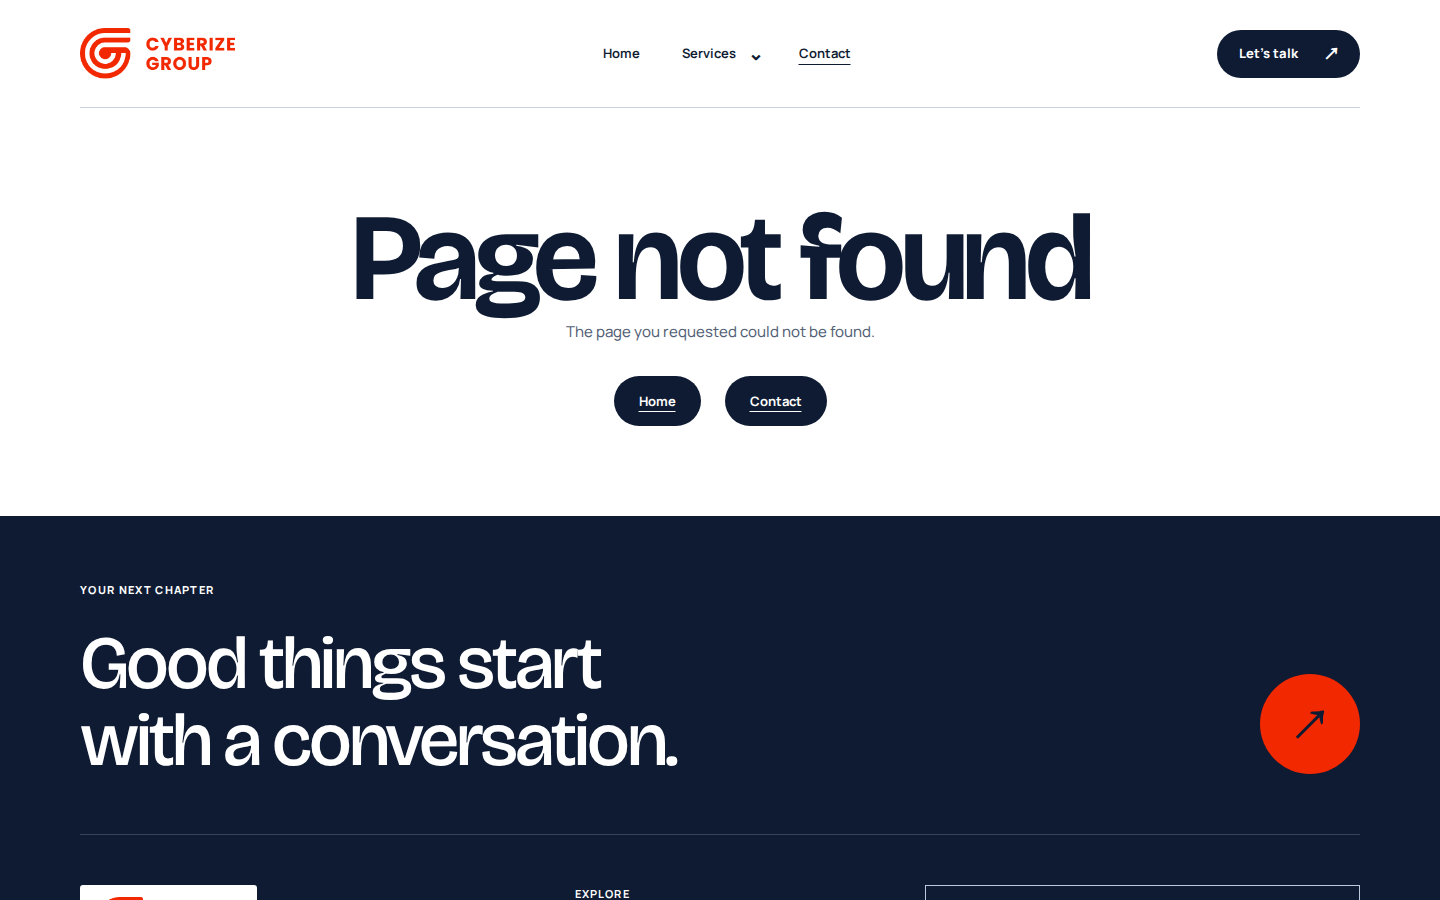 CYBERIZE
GROUP
Home
Services
Contact
Let's talk ↗
Page not found
The page you requested could not be found.
Home
Contact
YOUR NEXT CHAPTER
Good things start
with a conversation.
↗
EXPLORE